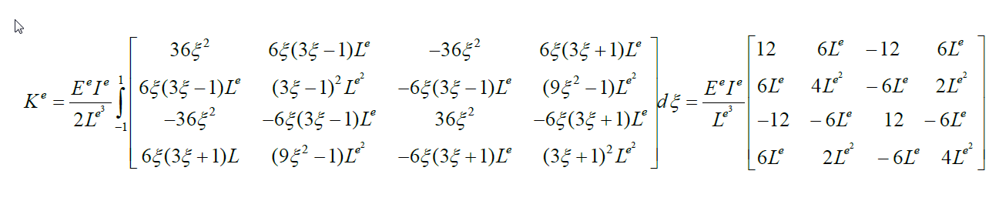 K^e = \frac{E^e I^e}{2L^{e^3}} \int_{-1}^{1} \begin{bmatrix} 36\xi^2 & 6\xi(3\xi-1)L^e & -36\xi^2 & 6\xi(3\xi+1)L^e \\ 6\xi(3\xi-1)L^e & (3\xi-1)^2 L^{e^2} & -6\xi(3\xi-1)L^e & (9\xi^2-1)L^{e^2} \\ -36\xi^2 & -6\xi(3\xi-1)L^e & 36\xi^2 & -6\xi(3\xi+1)L^e \\ 6\xi(3\xi+1)L & (9\xi^2-1)L^{e^2} & -6\xi(3\xi+1)L^e & (3\xi+1)^2 L^{e^2} \end{bmatrix} d\xi = \frac{E^e I^e}{L^{e^3}} \begin{bmatrix} 12 & 6L^e & -12 & 6L^e \\ 6L^e & 4L^{e^2} & -6L^e & 2L^{e^2} \\ -12 & -6L^e & 12 & -6L^e \\ 6L^e & 2L^{e^2} & -6L^e & 4L^{e^2} \end{bmatrix}